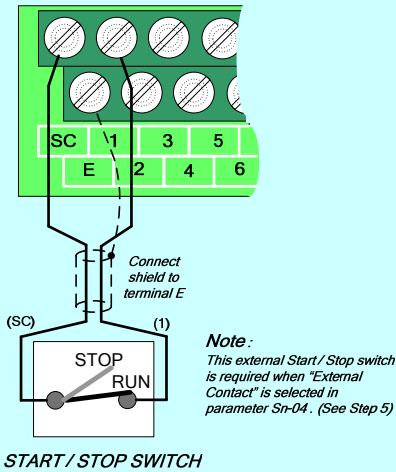 SC 1 3 5
E 2 4 6
Connect
shield to
terminal E
(SC) (1)
STOP
RUN
Note :
This external Start / Stop switch
is required when “External
Contact” is selected in
parameter Sn-04 . (See Step 5)
START / STOP SWITCH